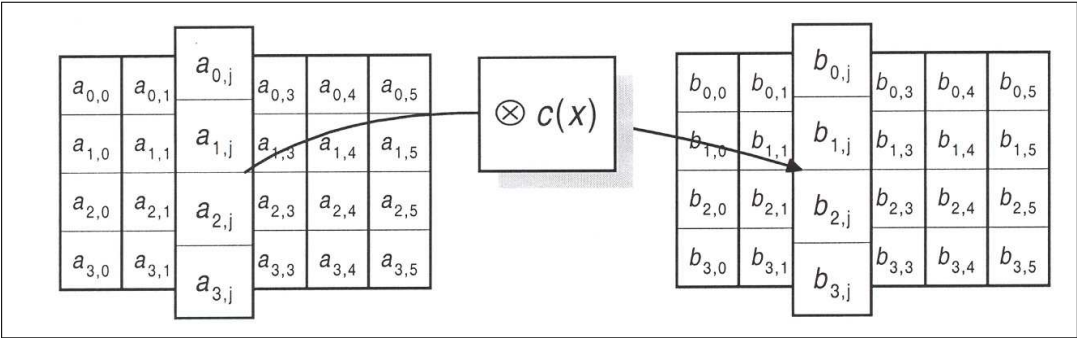 a0,0 a0,1 a0,j a0,3 a0,4 a0,5
a1,0 a1,1 a1,j a1,3 a1,4 a1,5
a2,0 a2,1 a2,j a2,3 a2,4 a2,5
a3,0 a3,1 a3,j a3,3 a3,4 a3,5
⊗ c(x)
b0,0 b0,1 b0,j b0,3 b0,4 b0,5
b1,0 b1,1 b1,j b1,3 b1,4 b1,5
b2,0 b2,1 b2,j b2,3 b2,4 b2,5
b3,0 b3,1 b3,j b3,3 b3,4 b3,5